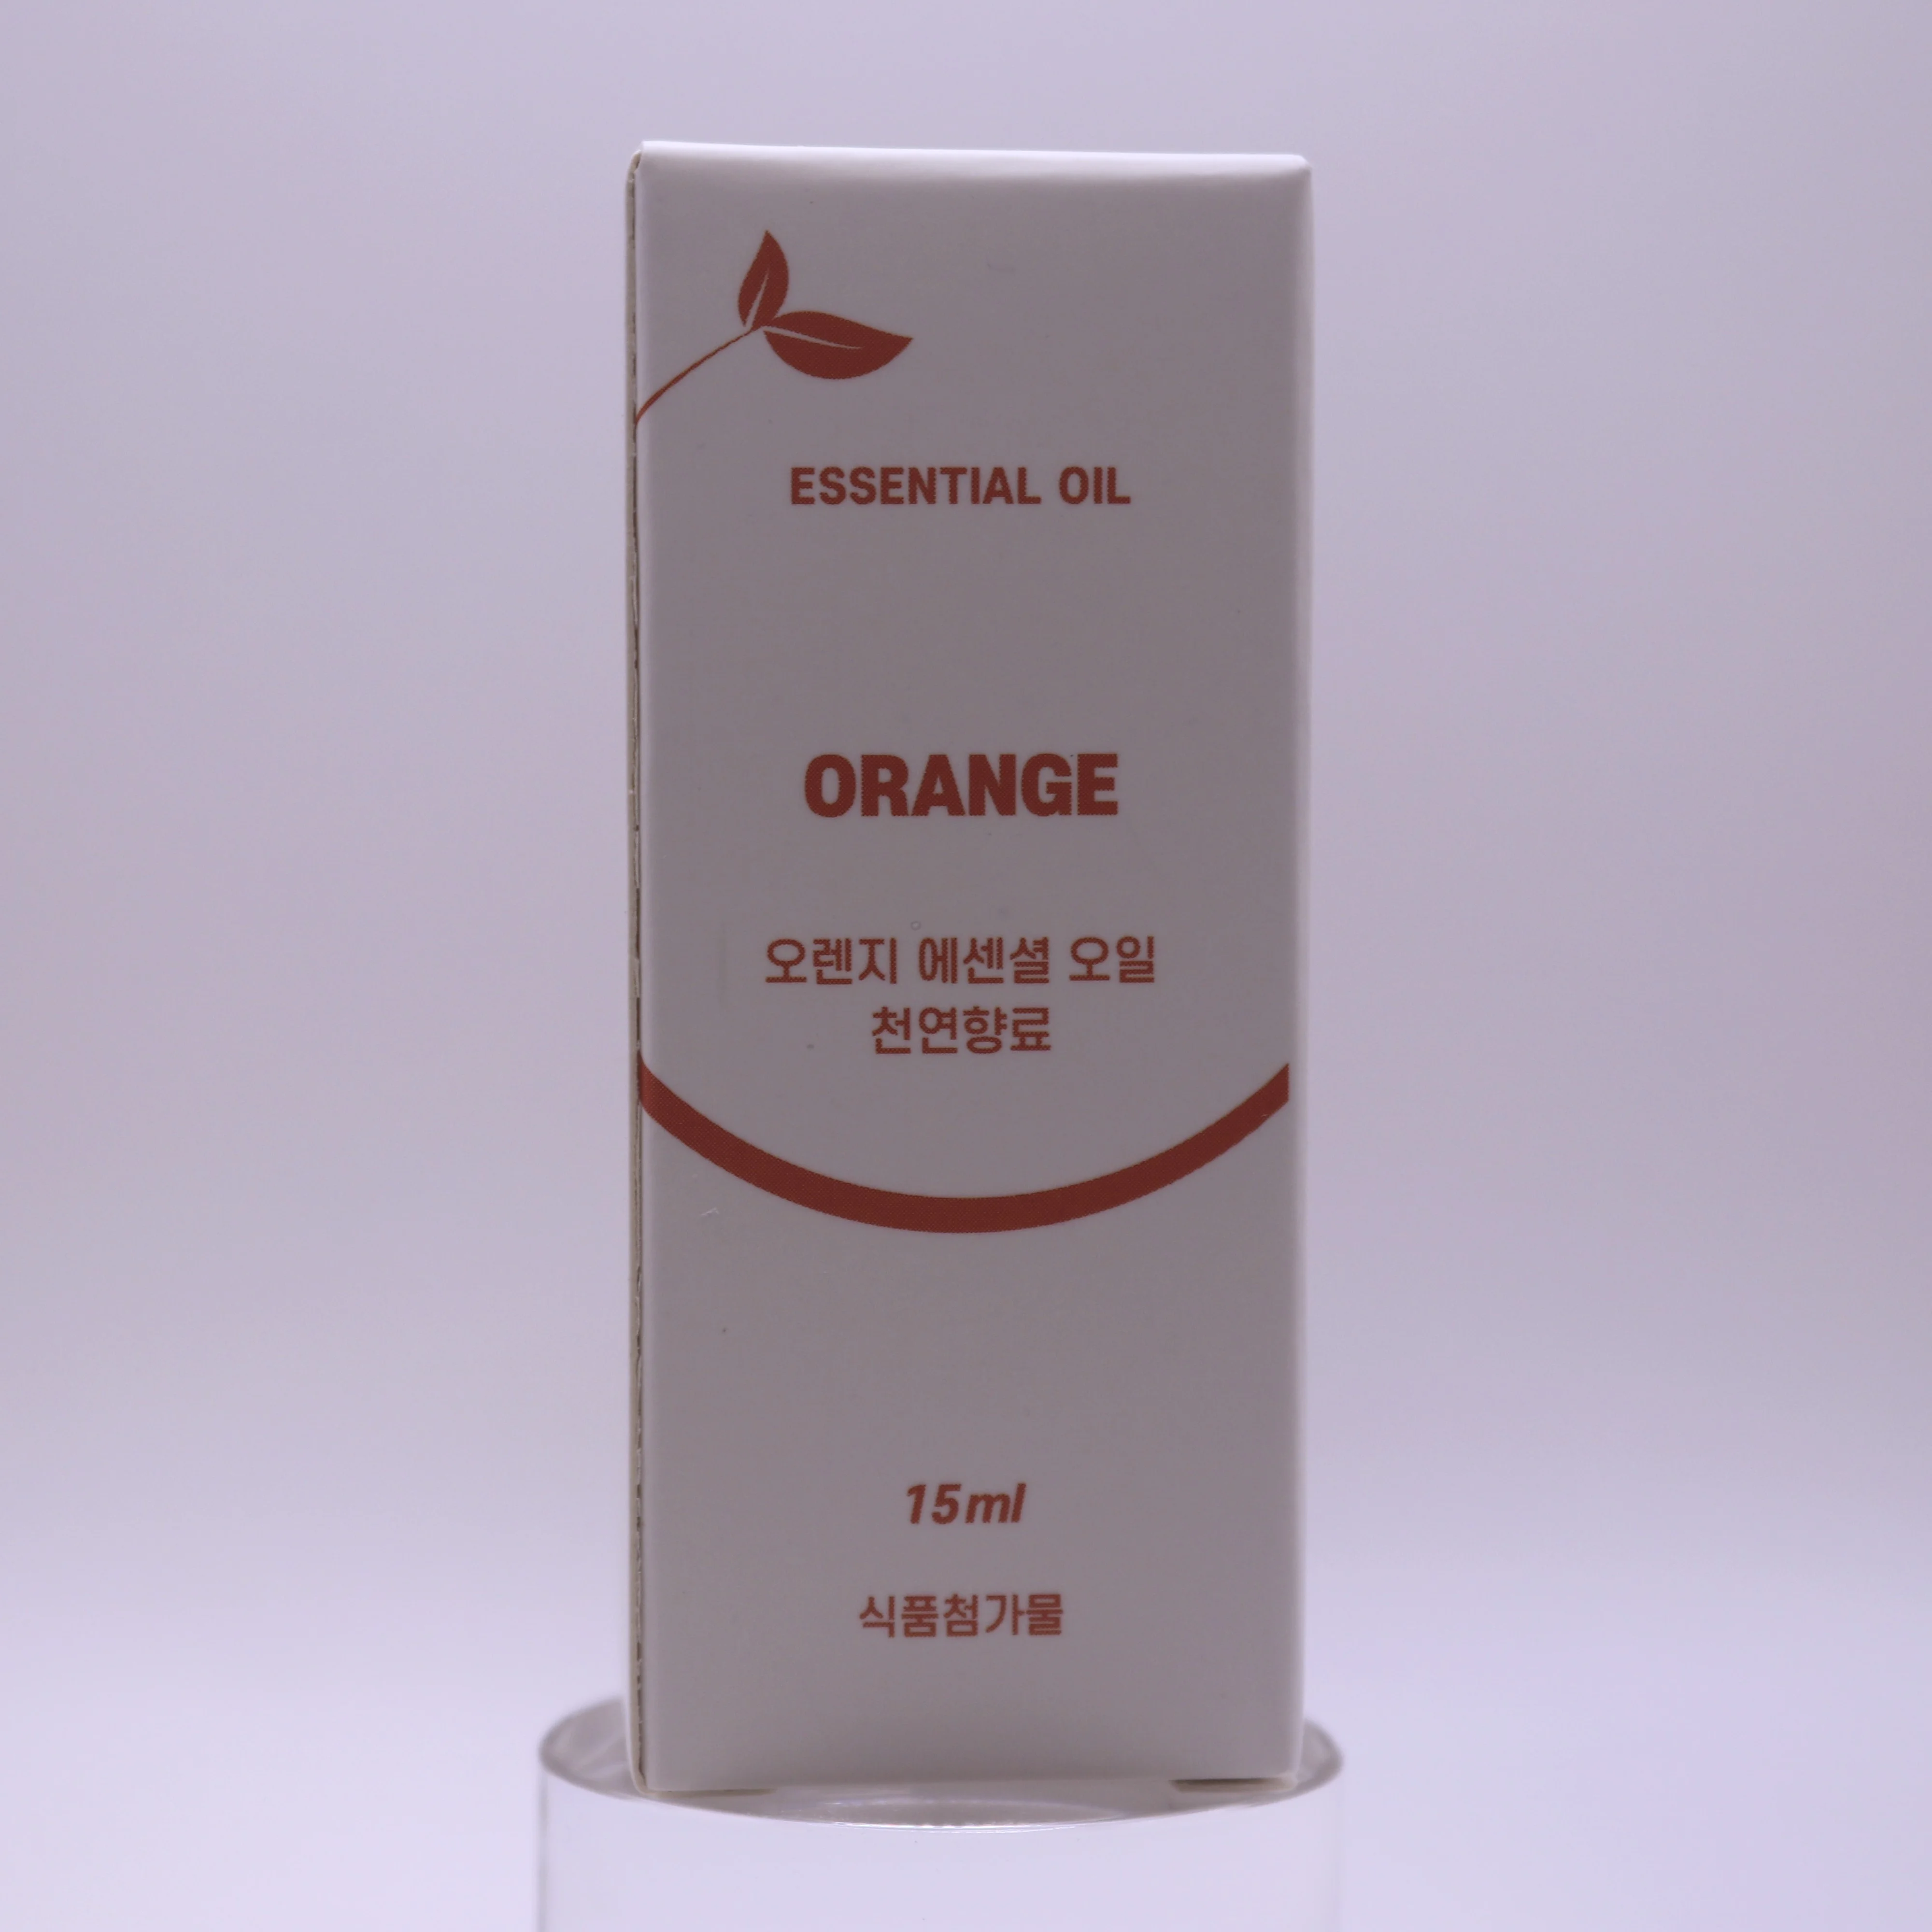 ESSENTIAL OIL
ORANGE
오렌지 에센셜 오일
천연향료
15ml
식품첨가물